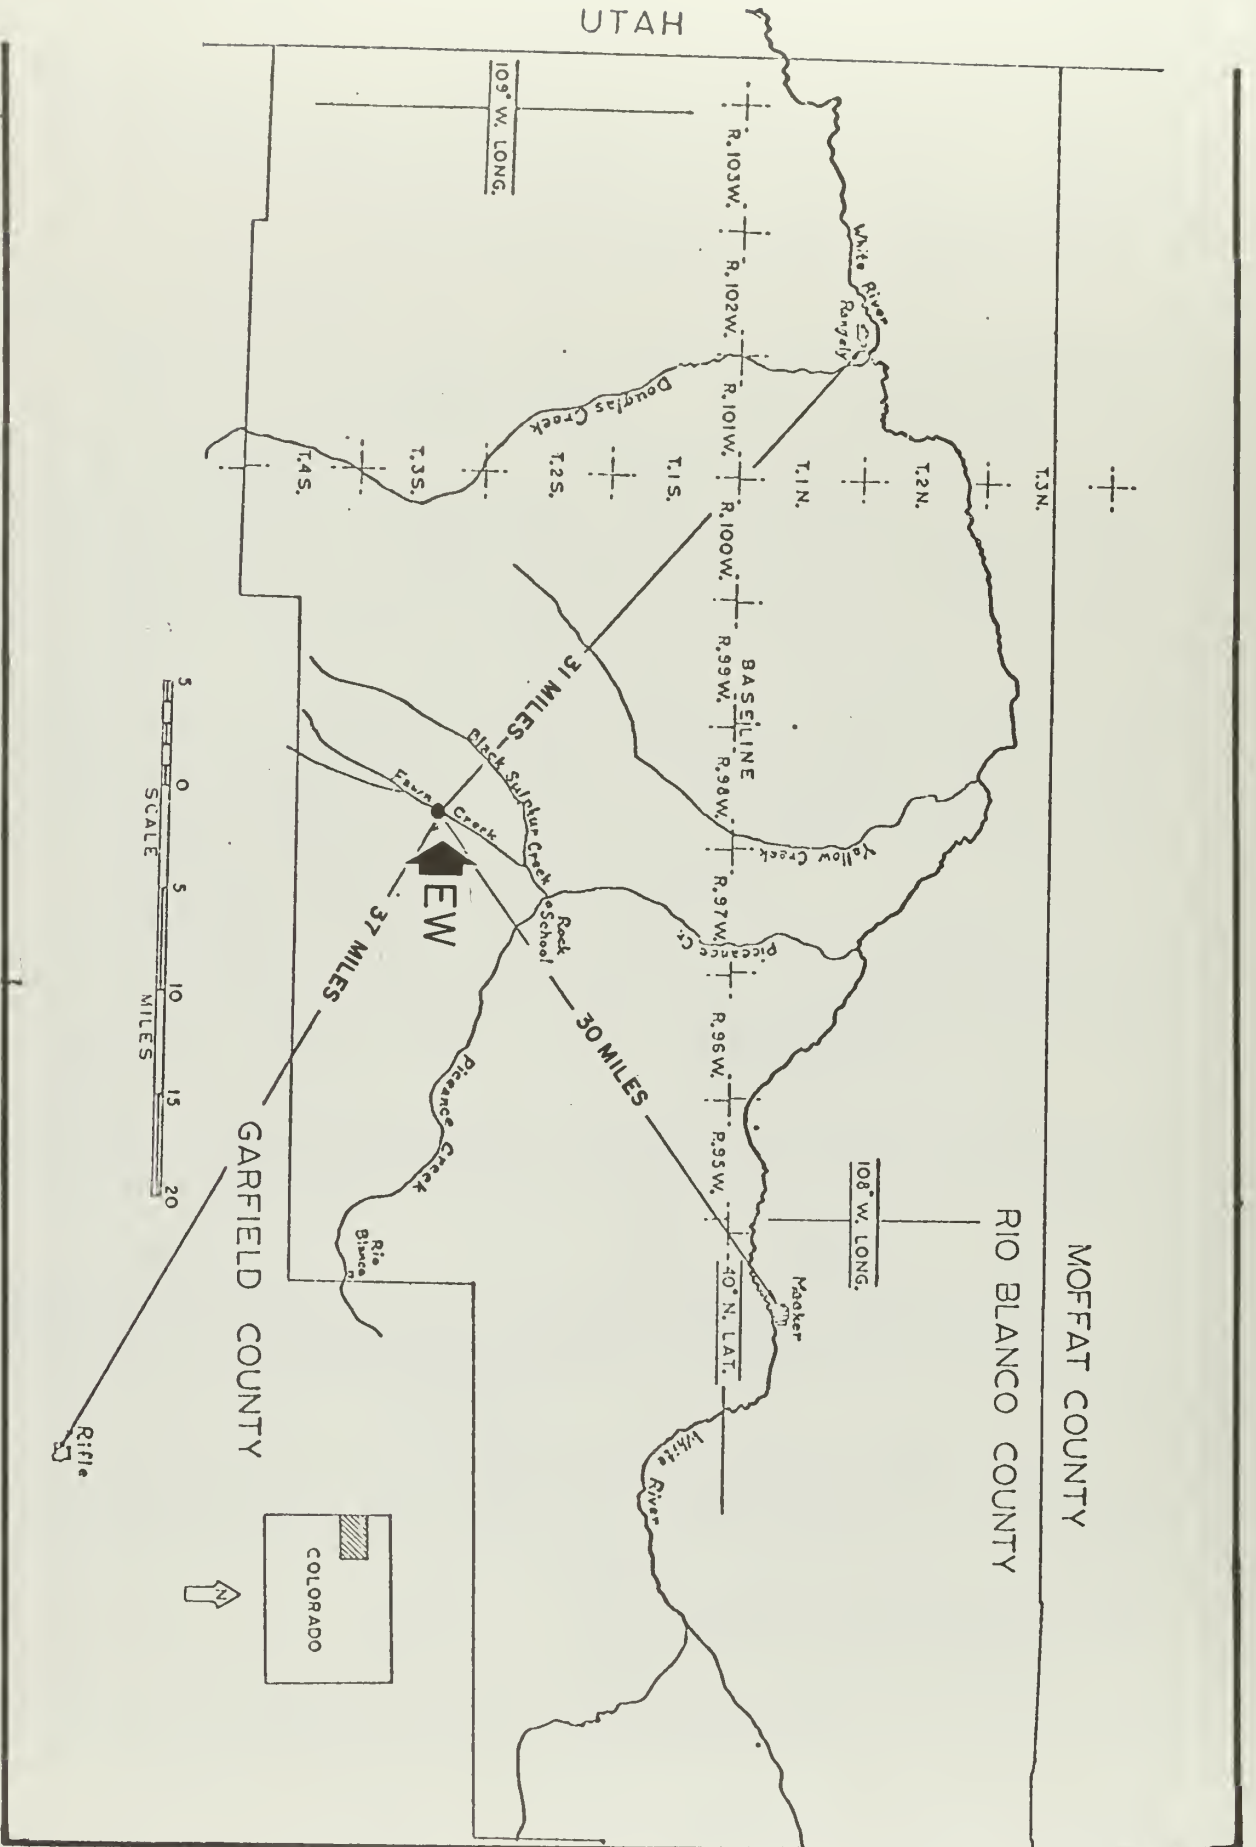 UTAH
MOFFAT COUNTY
RIO BLANCO COUNTY
109° W. LONG.
108° W. LONG.
T.3N.
T.2N.
T.1N.
T.1S.
T.2S.
T.3S.
T.4S.
R.103W.
R.102W.
R.101W.
R.100W.
R.99W.
R.98W.
R.97W.
R.96W.
R.95W.
BASELINE
40° N. LAT.
White River
Rangely
Douglas Creek
Yellow Creek
Piceance Cr.
Meeker
White River
31 MILES
30 MILES
37 MILES
Black Sulphur Creek
Fawn Creek
Rock
School
EW
Piceance Creek
Rio
Blanco
GARFIELD COUNTY
Rifle
5 0 5 10 15 20
SCALE MILES
COLORADO
N